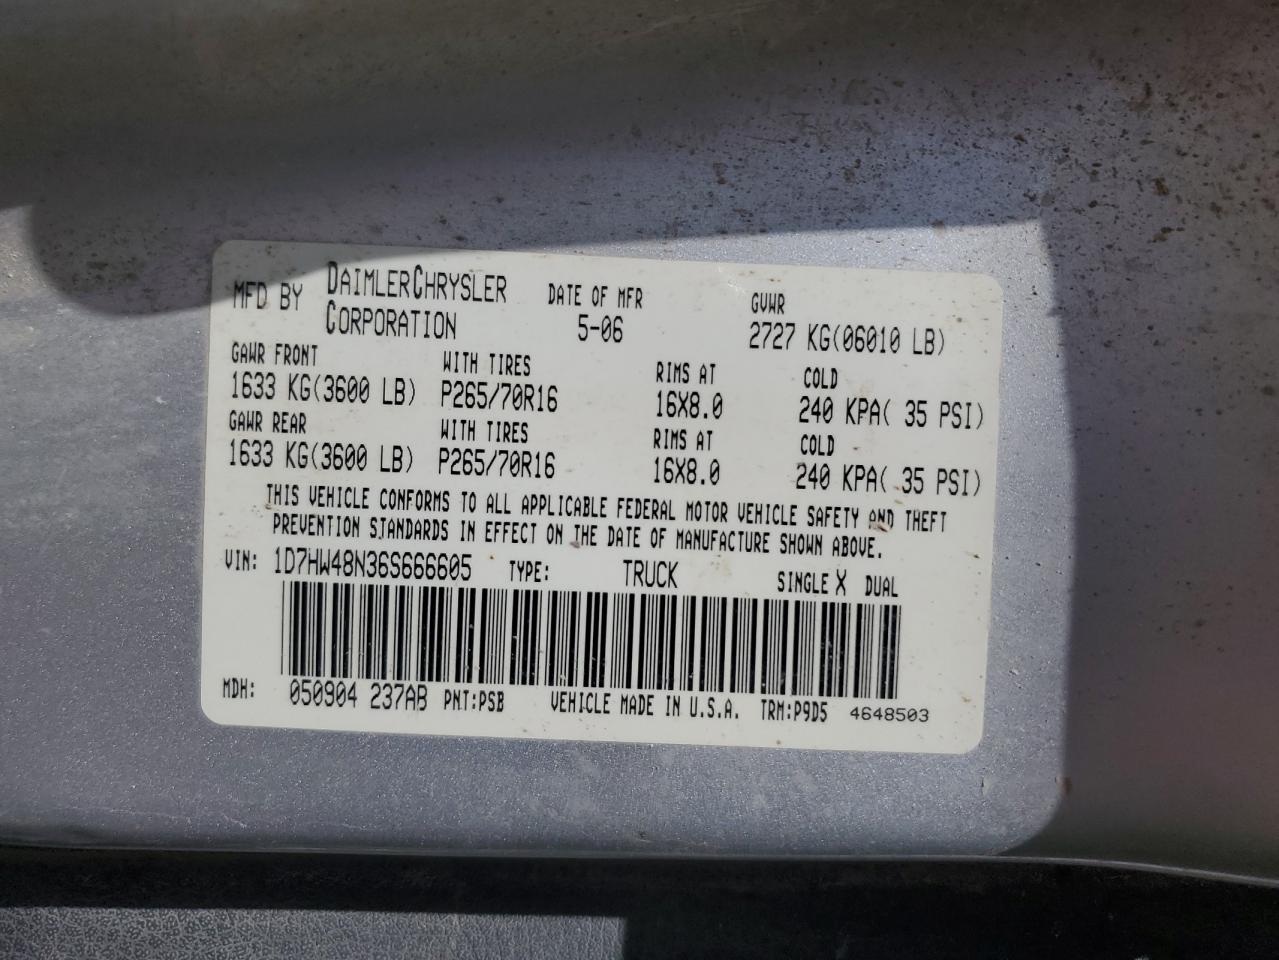 MFD BY DAIMLERCHRYSLER CORPORATION DATE OF MFR 5-06 GVWR 2727 KG(06010 LB)
GAWR FRONT WITH TIRES RIMS AT COLD
1633 KG(3600 LB) P265/70R16 16X8.0 240 KPA( 35 PSI)
GAWR REAR WITH TIRES RIMS AT COLD
1633 KG(3600 LB) P265/70R16 16X8.0 240 KPA( 35 PSI)
THIS VEHICLE CONFORMS TO ALL APPLICABLE FEDERAL MOTOR VEHICLE SAFETY AND THEFT
PREVENTION STANDARDS IN EFFECT ON THE DATE OF MANUFACTURE SHOWN ABOVE.
VIN: 1D7HW48N36S666605 TYPE: TRUCK SINGLE X DUAL
MDH: 050904 237AB PNT:PSB VEHICLE MADE IN U.S.A. TRM:P9D5 4648503